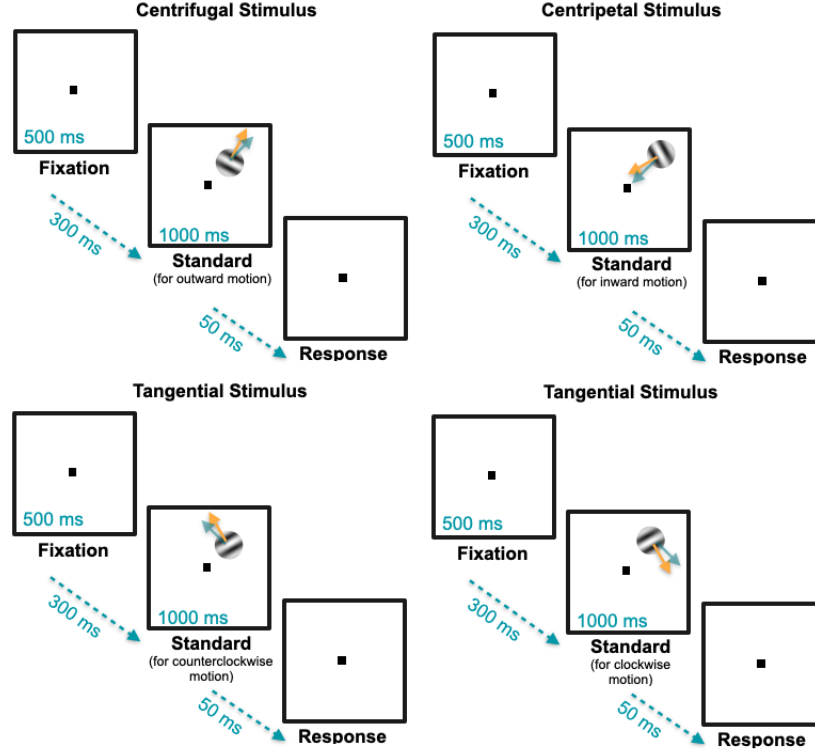 Centrifugal Stimulus
500 ms
Fixation
300 ms
1000 ms
Standard
(for outward motion)
50 ms
Response
Centripetal Stimulus
500 ms
Fixation
300 ms
1000 ms
Standard
(for inward motion)
50 ms
Response
Tangential Stimulus
500 ms
Fixation
300 ms
1000 ms
Standard
(for counterclockwise
motion)
50 ms
Response
Tangential Stimulus
500 ms
Fixation
300 ms
1000 ms
Standard
(for clockwise
motion)
50 ms
Response